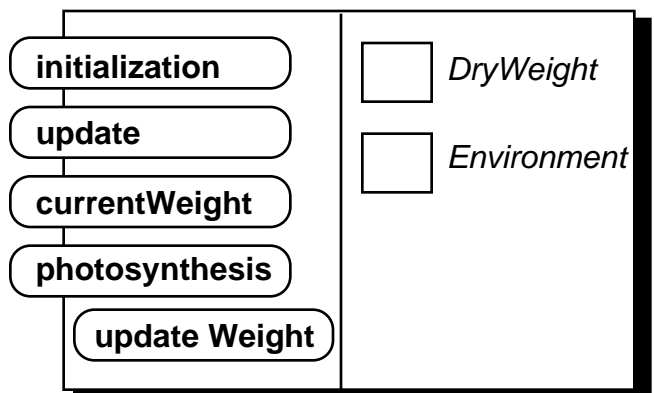 initialization
update
currentWeight
photosynthesis
update Weight
DryWeight
Environment